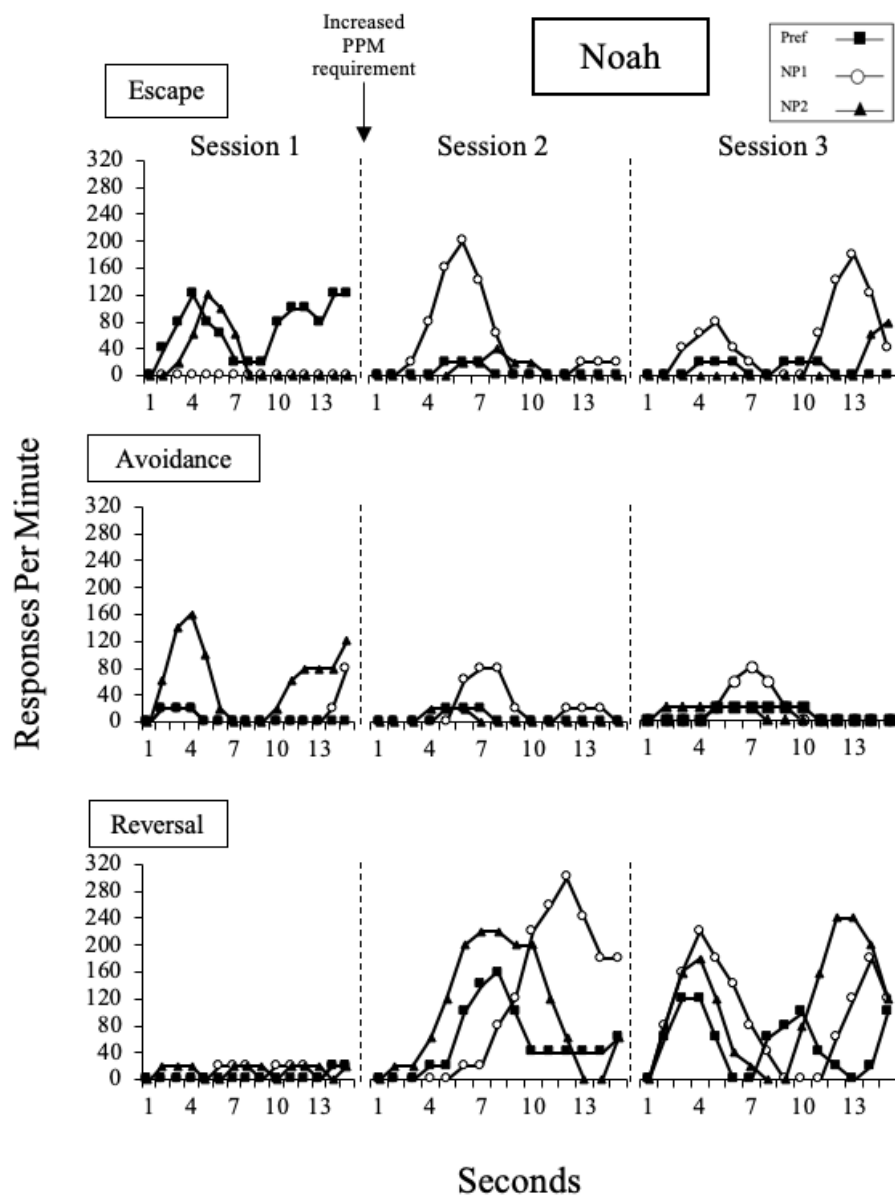 Increased
PPM
requirement
Noah
Pref
NP1
NP2
Escape
Session 1
Session 2
Session 3
320
280
240
200
160
120
80
40
0
1 4 7 10 13 1 4 7 10 13 1 4 7 10 13
Avoidance
320
280
240
200
160
120
80
40
0
1 4 7 10 13 1 4 7 10 13 1 4 7 10 13
Reversal
320
280
240
200
160
120
80
40
0
1 4 7 10 13 1 4 7 10 13 1 4 7 10 13
Responses Per Minute
Seconds